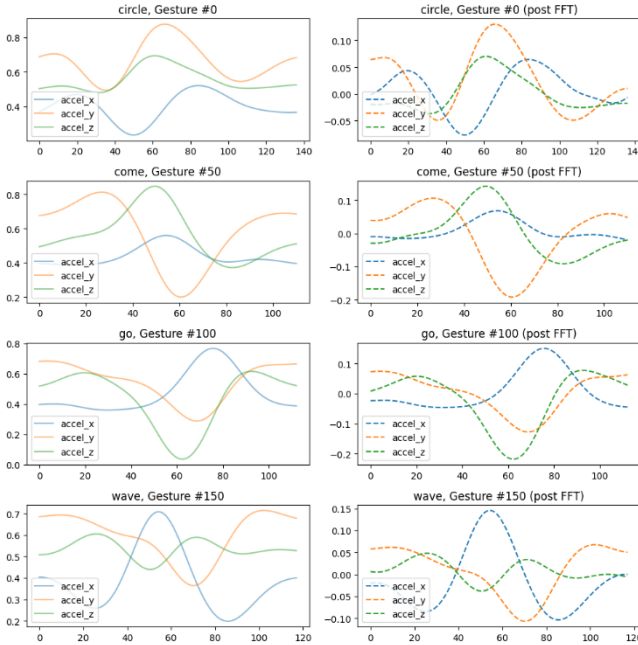 circle, Gesture #0
0.8
0.6
0.4
accel_x
accel_y
accel_z
0 20 40 60 80 100 120 140
circle, Gesture #0 (post FFT)
0.10
0.05
0.00
−0.05
accel_x
accel_y
accel_z
0 20 40 60 80 100 120
come, Gesture #50
0.8
0.6
0.4
0.2
accel_x
accel_y
accel_z
0 20 40 60 80 100
come, Gesture #50 (post FFT)
0.1
0.0
−0.1
−0.2
accel_x
accel_y
accel_z
0 20 40 60 80 100
go, Gesture #100
0.8
0.6
0.4
0.2
0.0
accel_x
accel_y
accel_z
0 20 40 60 80 100
go, Gesture #100 (post FFT)
0.1
0.0
−0.1
−0.2
accel_x
accel_y
accel_z
0 20 40 60 80 100
wave, Gesture #150
0.7
0.6
0.5
0.4
0.3
0.2
accel_x
accel_y
accel_z
0 20 40 60 80 100 120
wave, Gesture #150 (post FFT)
0.15
0.10
0.05
0.00
−0.05
−0.10
accel_x
accel_y
accel_z
0 20 40 60 80 100